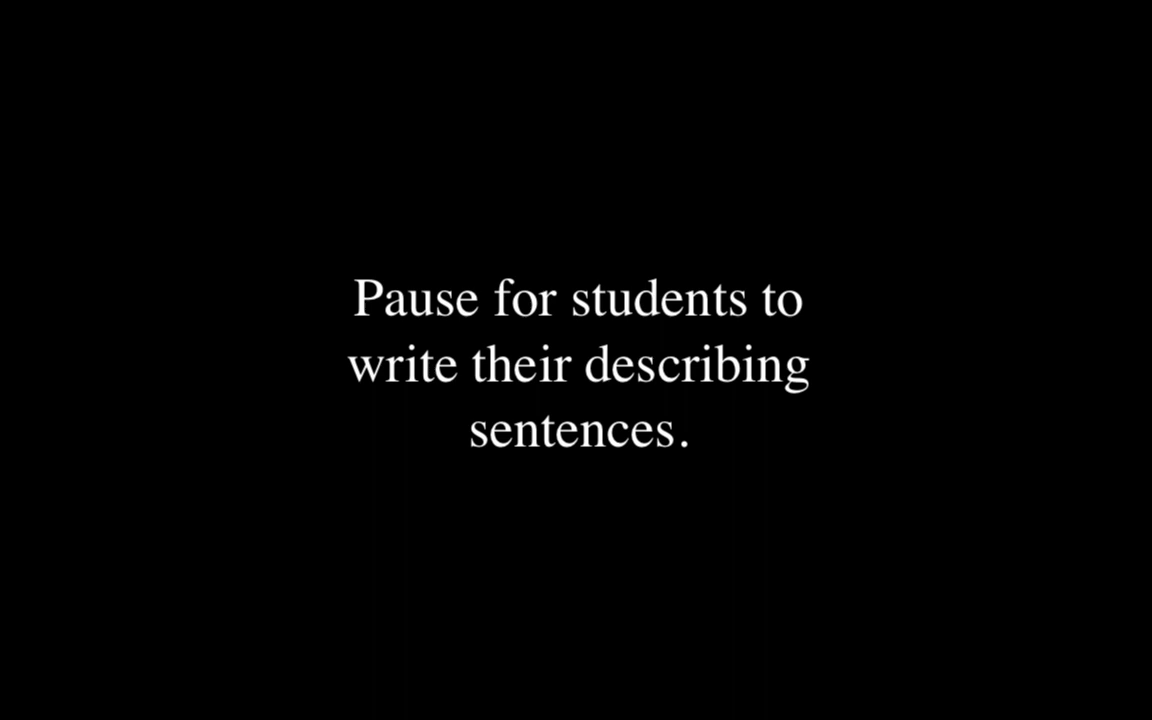 Pause for students to
write their describing
sentences.